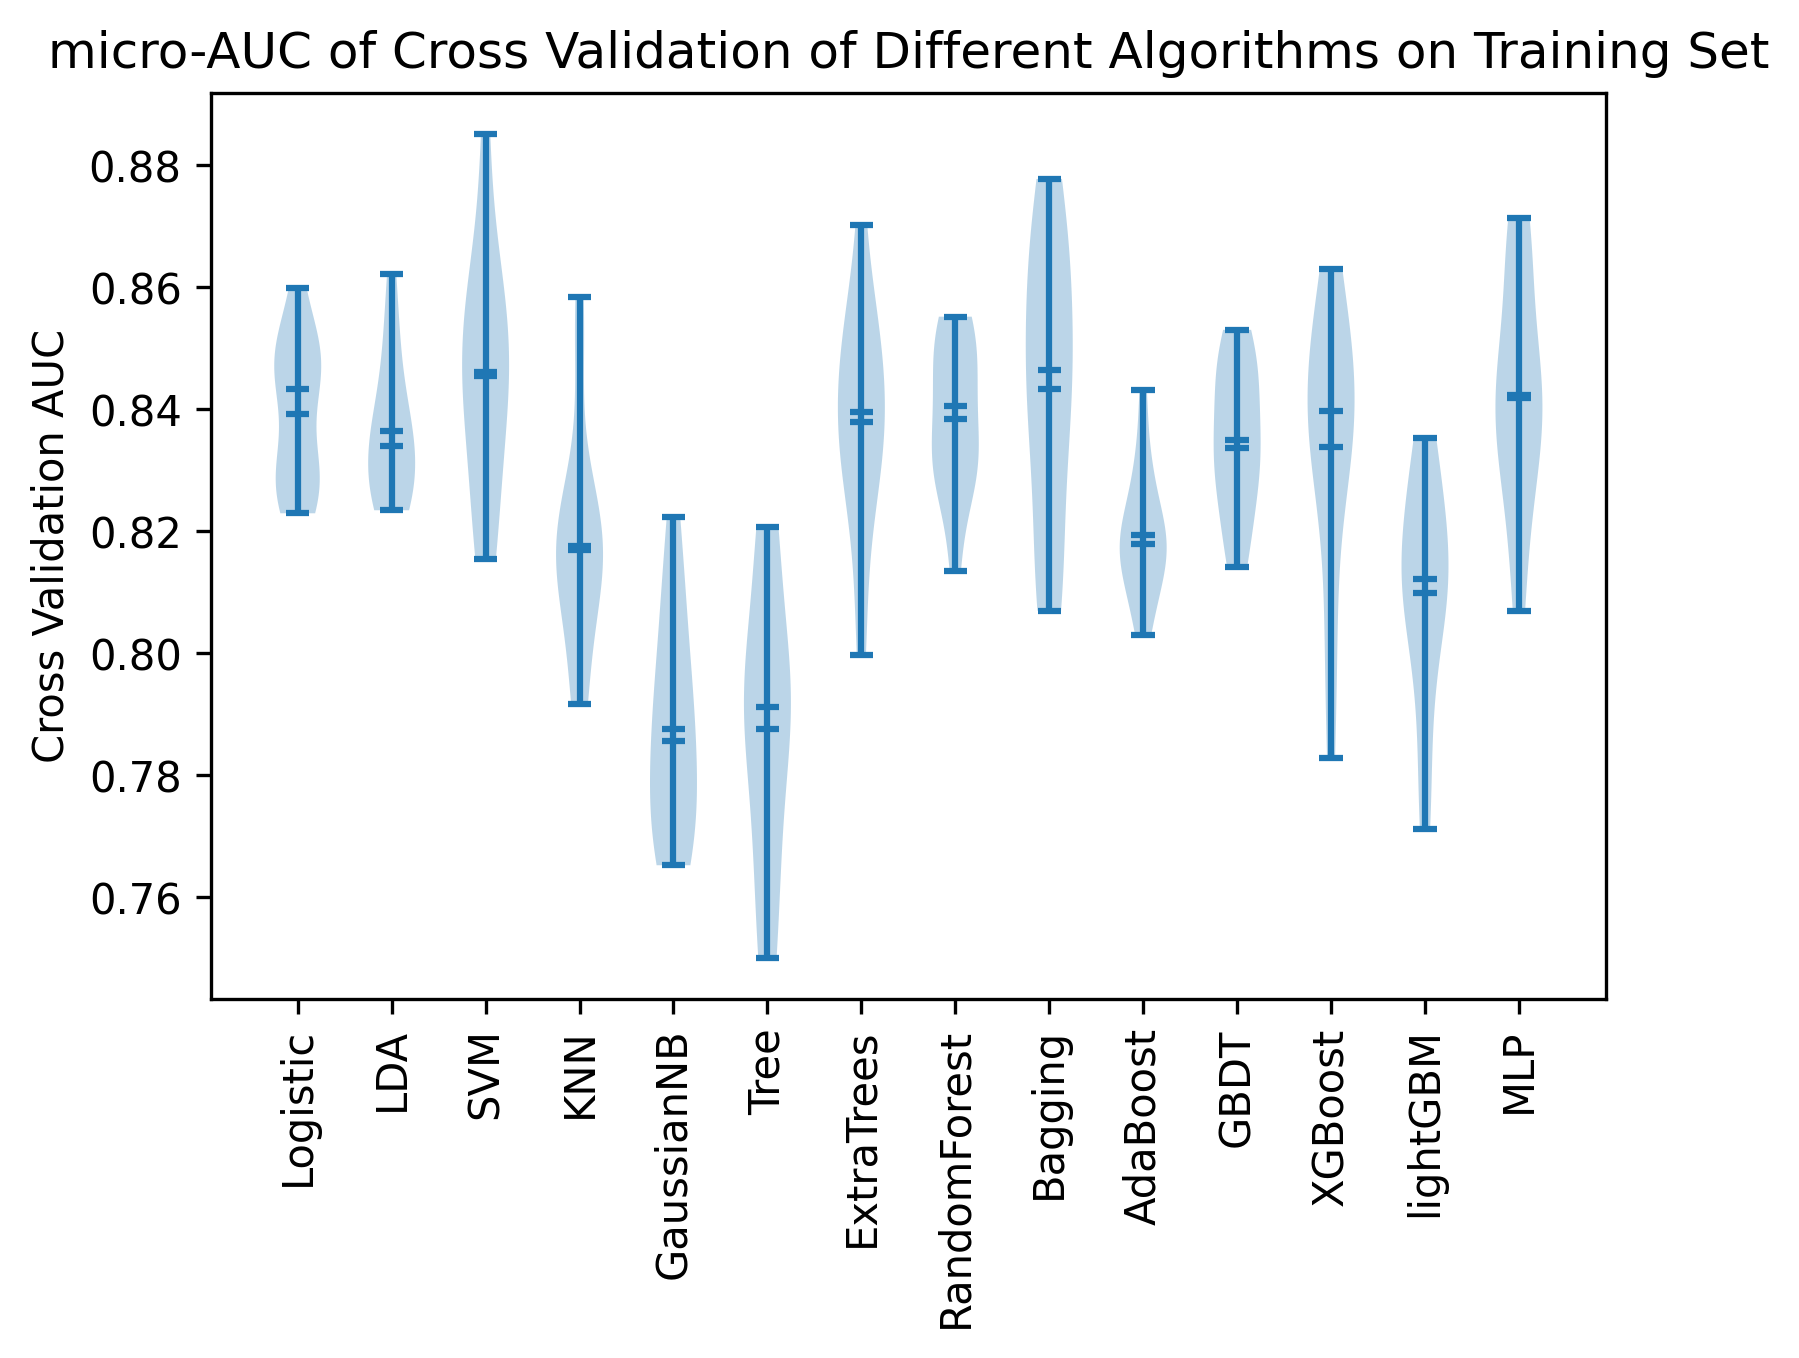 micro-AUC of Cross Validation of Different Algorithms on Training Set
Cross Validation AUC
0.88
0.86
0.84
0.82
0.80
0.78
0.76
Logistic
LDA
SVM
KNN
GaussianNB
Tree
ExtraTrees
RandomForest
Bagging
AdaBoost
GBDT
XGBoost
lightGBM
MLP